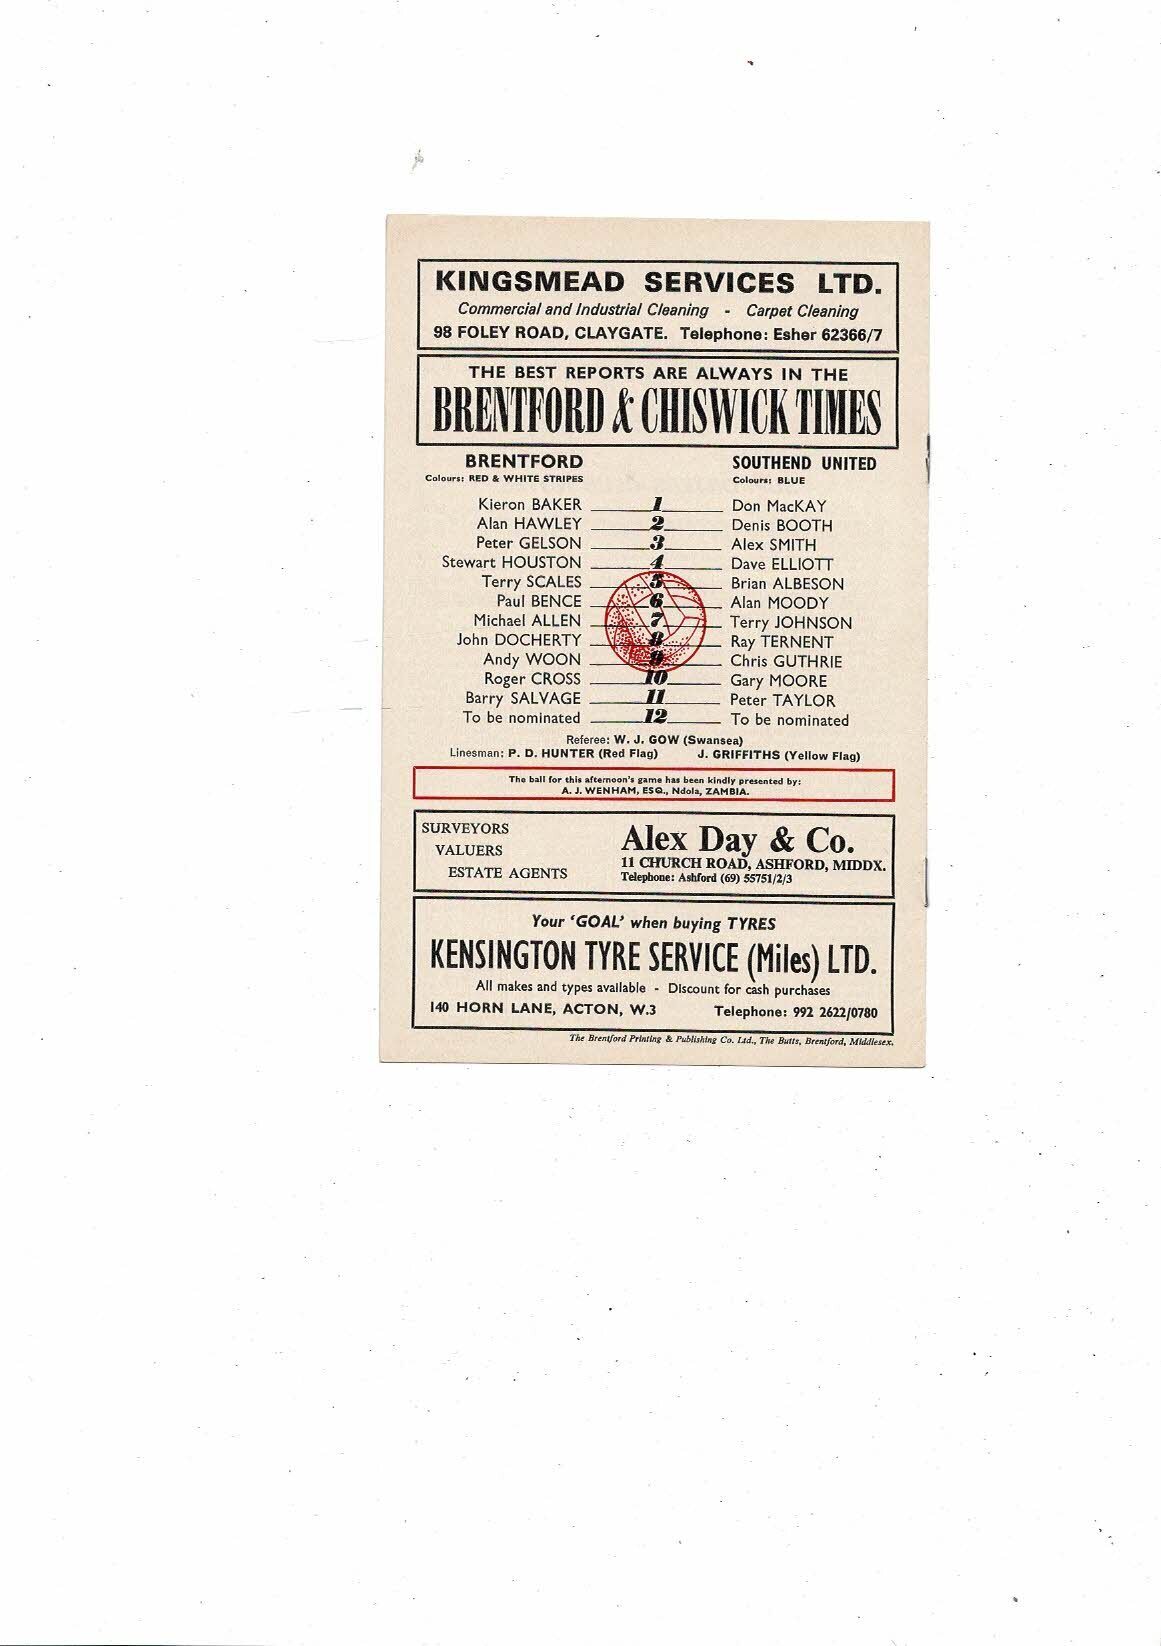 KINGSMEAD SERVICES LTD.
Commercial and Industrial Cleaning - Carpet Cleaning
98 FOLEY ROAD, CLAYGATE. Telephone: Esher 62366/7
THE BEST REPORTS ARE ALWAYS IN THE
BRENTFORD & CHISWICK TIMES
BRENTFORD SOUTHEND UNITED
Colours: RED & WHITE STRIPES Colours: BLUE
Kieron BAKER 1 Don MacKAY
Alan HAWLEY 2 Denis BOOTH
Peter GELSON 3 Alex SMITH
Stewart HOUSTON 4 Dave ELLIOTT
Terry SCALES 5 Brian ALBESON
Paul BENCE 6 Alan MOODY
Michael ALLEN 7 Terry JOHNSON
John DOCHERTY 8 Ray TERNENT
Andy WOON 9 Chris GUTHRIE
Roger CROSS 10 Gary MOORE
Barry SALVAGE 11 Peter TAYLOR
To be nominated 12 To be nominated
Referee: W. J. GOW (Swansea)
Linesman: P. D. HUNTER (Red Flag) J. GRIFFITHS (Yellow Flag)
The ball for this afternoon's game has been kindly presented by:
A. J. WENHAM, ESQ., Ndola, ZAMBIA.
SURVEYORS
VALUERS
ESTATE AGENTS
Alex Day & Co.
11 CHURCH ROAD, ASHFORD, MIDDX.
Telephone: Ashford (69) 55751/2/3
Your 'GOAL' when buying TYRES
KENSINGTON TYRE SERVICE (Miles) LTD.
All makes and types available - Discount for cash purchases
140 HORN LANE, ACTON, W.3 Telephone: 992 2622/0780
The Brentford Printing & Publishing Co. Ltd., The Butts, Brentford, Middlesex.